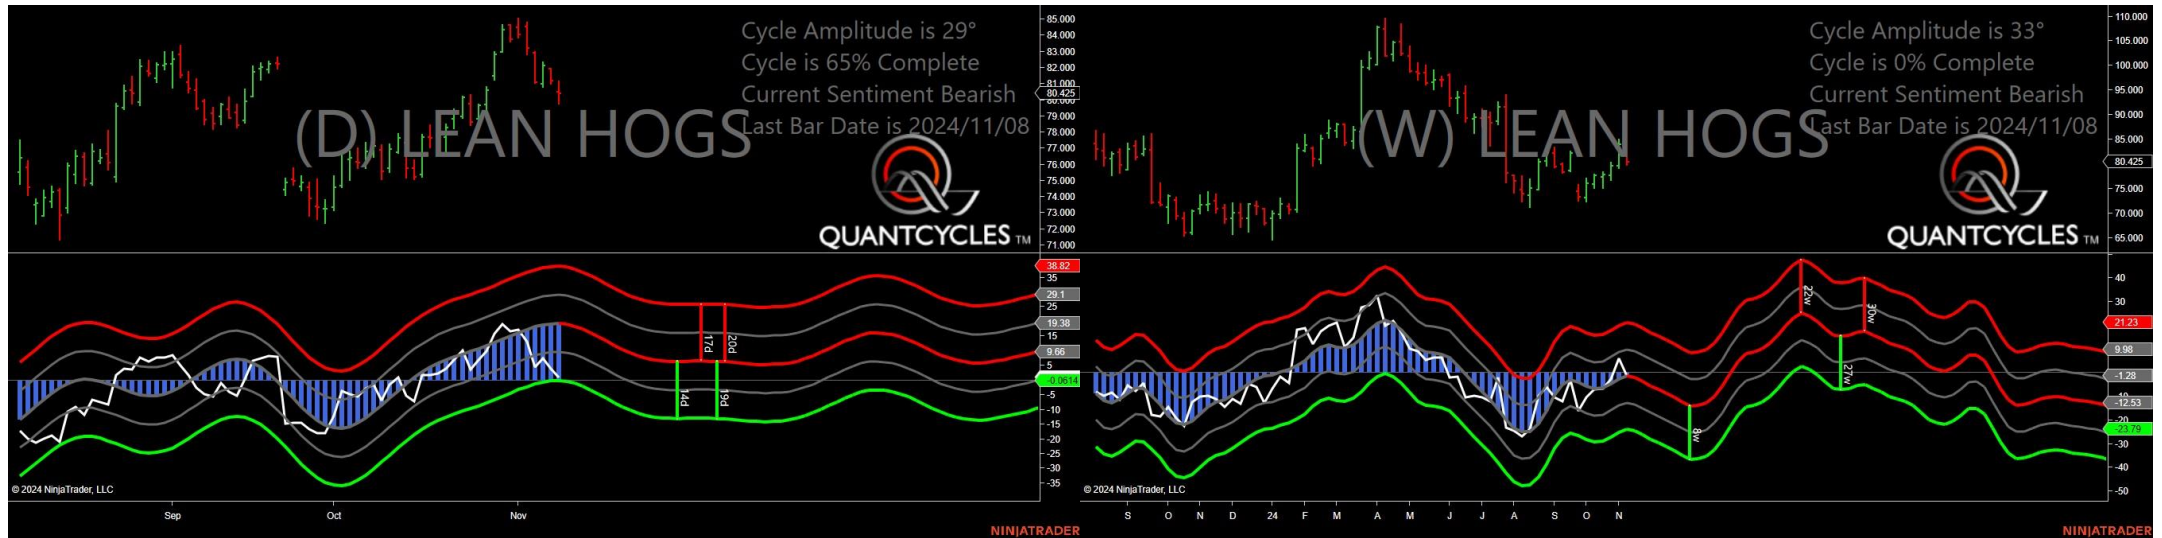 Cycle Amplitude is 29°
Cycle is 65% Complete
Current Sentiment Bearish
Last Bar Date is 2024/11/08
(D) LEAN HOGS
QUANTCYCLES TM
85.000
84.000
83.000
82.000
81.000
80.425
80.000
79.000
78.000
77.000
76.000
75.000
74.000
73.000
72.000
71.000
38.82
35
29.1
25
19.38
15
9.66
5
-0.0614
-5
-10
-15
-20
-25
-30
-35
17d
20d
14d
19d
© 2024 NinjaTrader, LLC
Sep
Oct
Nov
NINJATRADER
Cycle Amplitude is 33°
Cycle is 0% Complete
Current Sentiment Bearish
Last Bar Date is 2024/11/08
(W) LEAN HOGS
QUANTCYCLES TM
110.000
105.000
100.000
95.000
90.000
85.000
80.425
75.000
70.000
65.000
40
30
21.23
9.98
-1.28
-12.53
-23.79
-30
-40
-50
22w
30w
27w
8w
© 2024 NinjaTrader, LLC
S
O
N
D
24
F
M
A
M
J
J
A
S
O
N
NINJATRADER